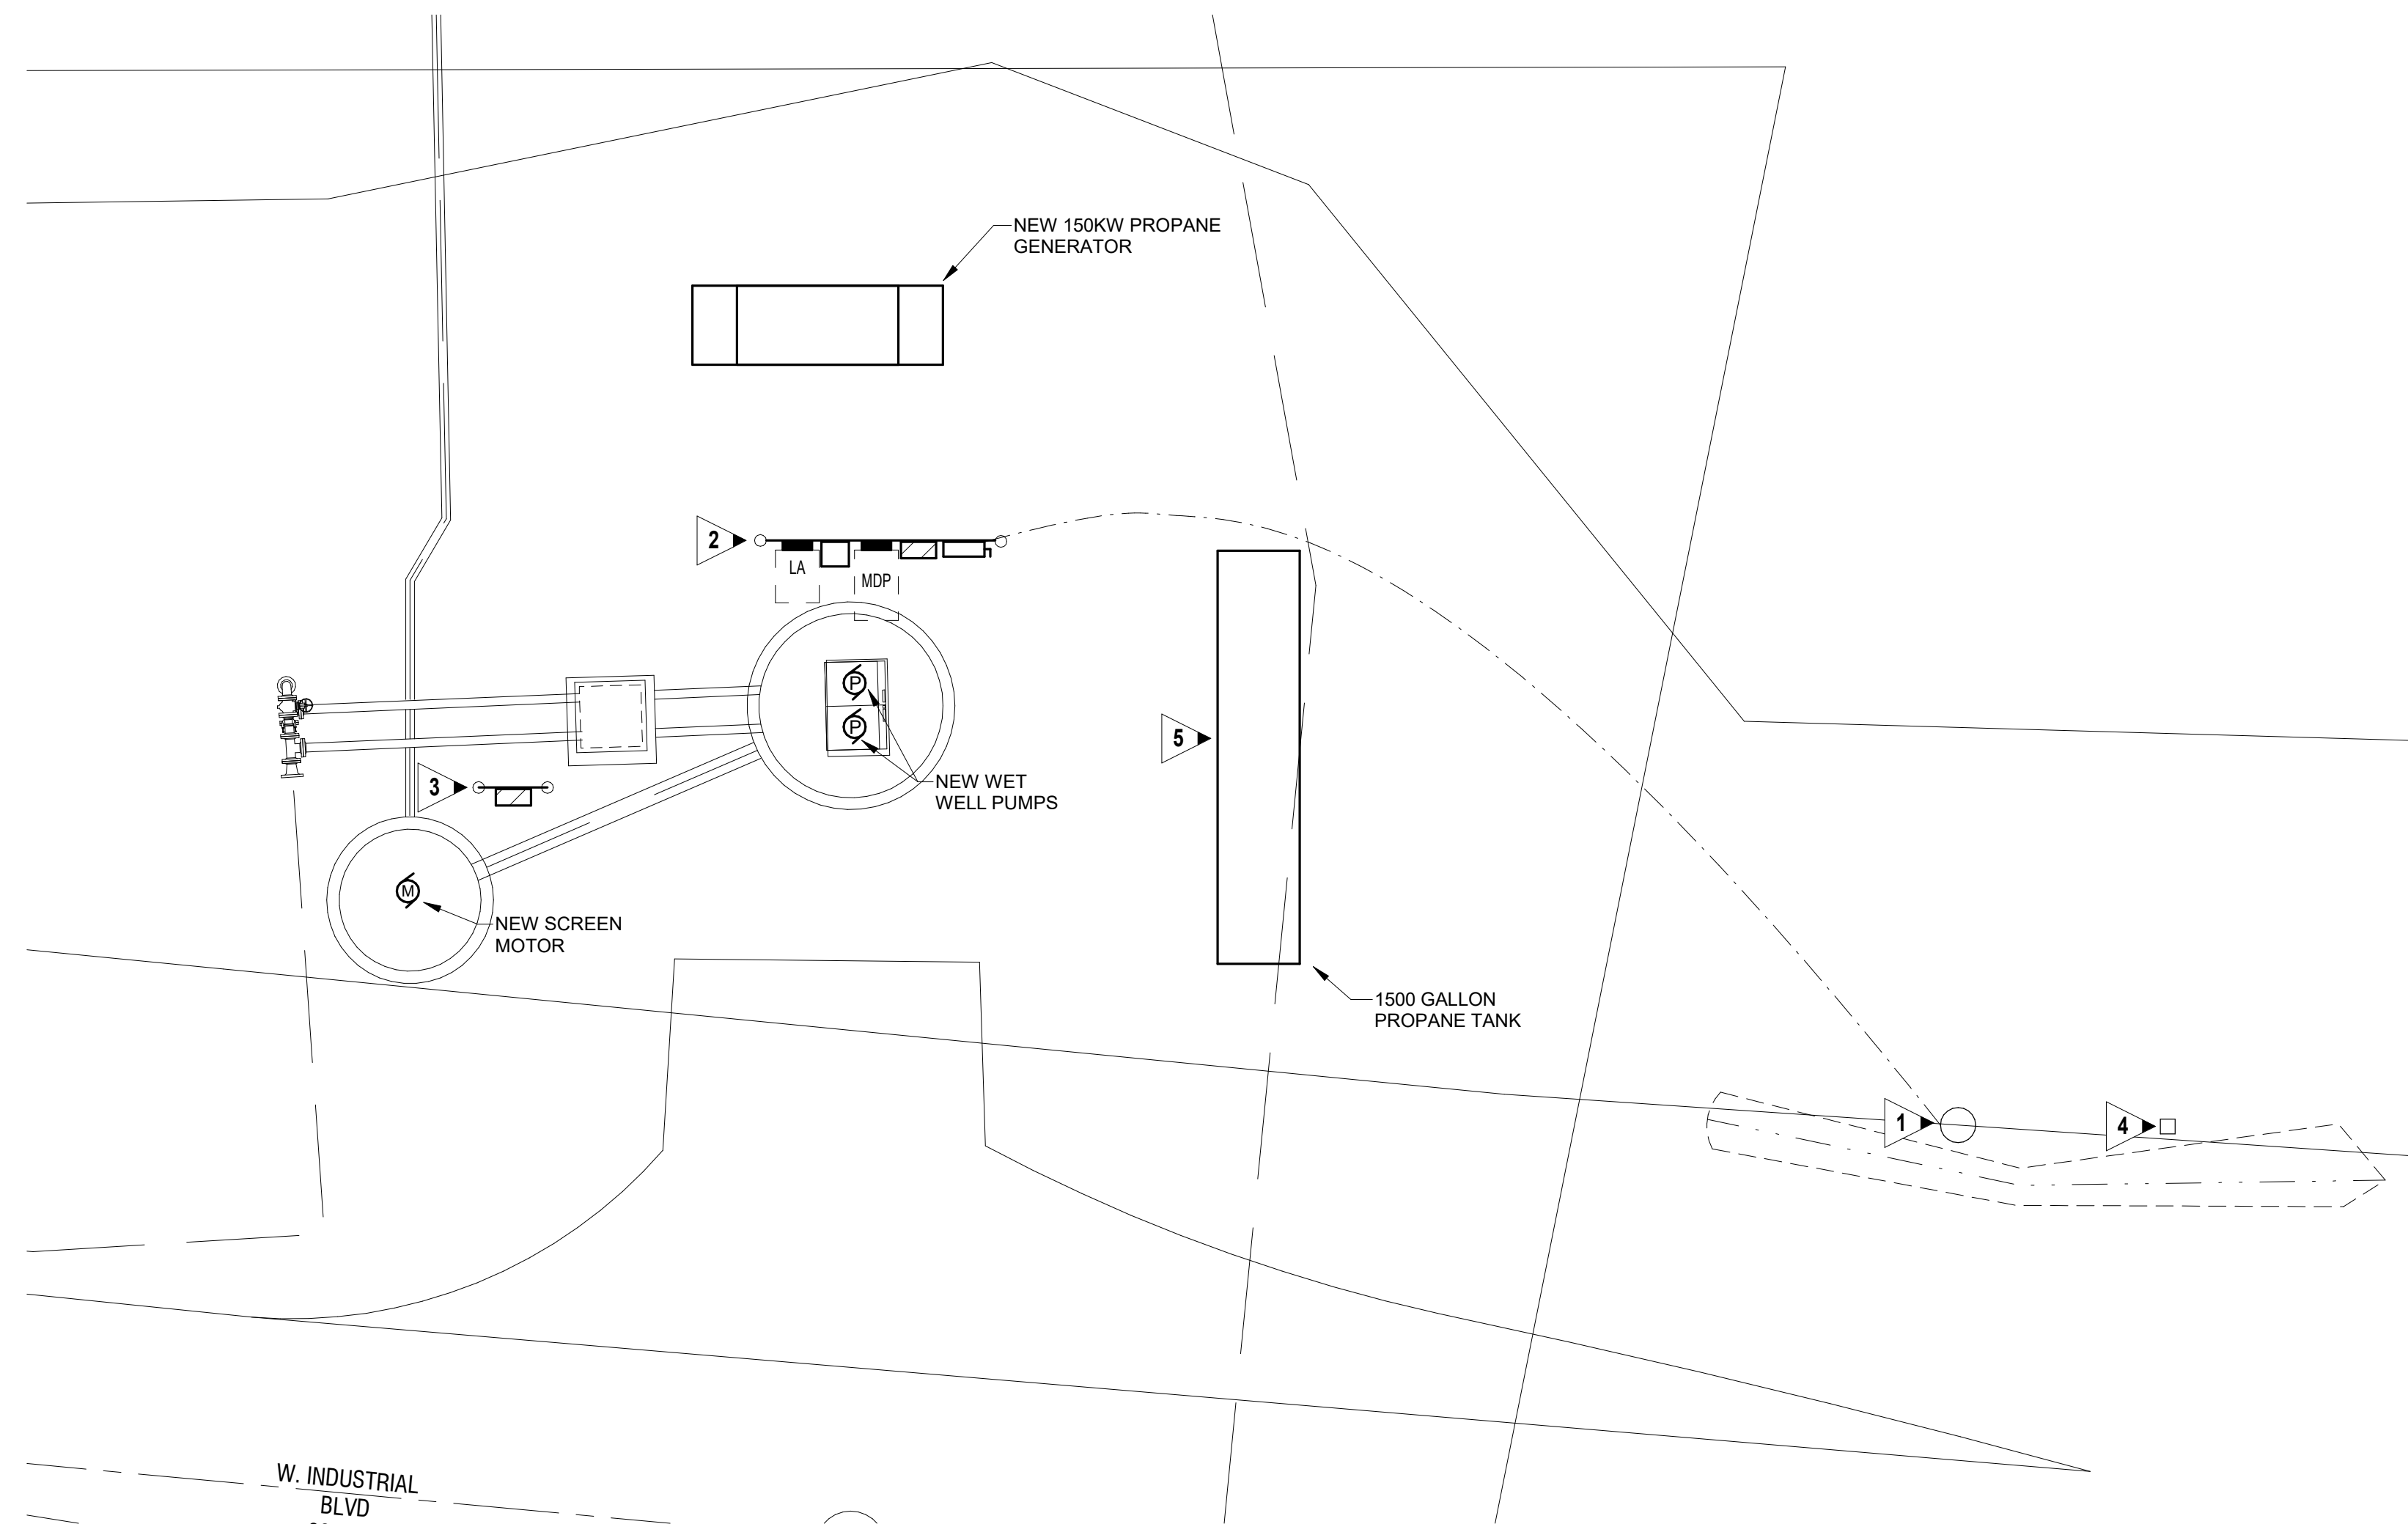 NEW 150KW PROPANE
GENERATOR
2
LA
MDP
P
P
5
3
NEW WET
WELL PUMPS
M
NEW SCREEN
MOTOR
1500 GALLON
PROPANE TANK
1
4
W. INDUSTRIAL
BLVD